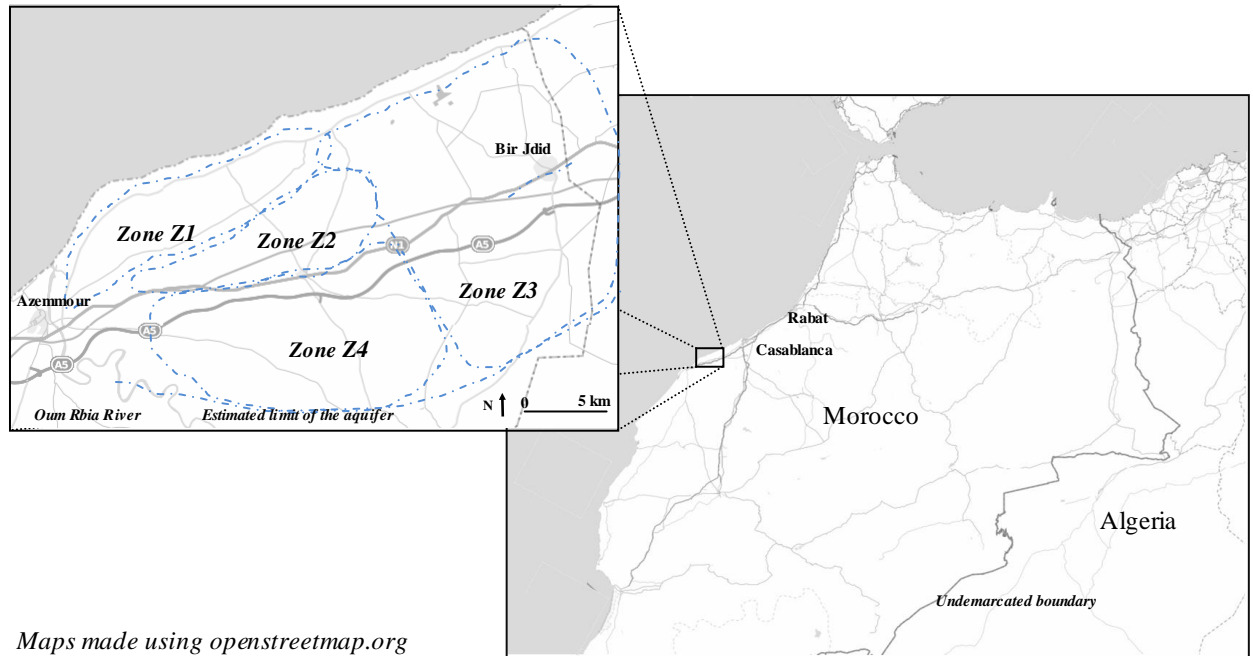 Bir Jdid
Zone Z1
Zone Z2
N1
A5
Zone Z3
Azemmour
A5
Zone Z4
A5
Oum Rbia River
Estimated limit of the aquifer
N 0 5 km
Rabat
Casablanca
Morocco
Algeria
Undemarcated boundary
Maps made using openstreetmap.org